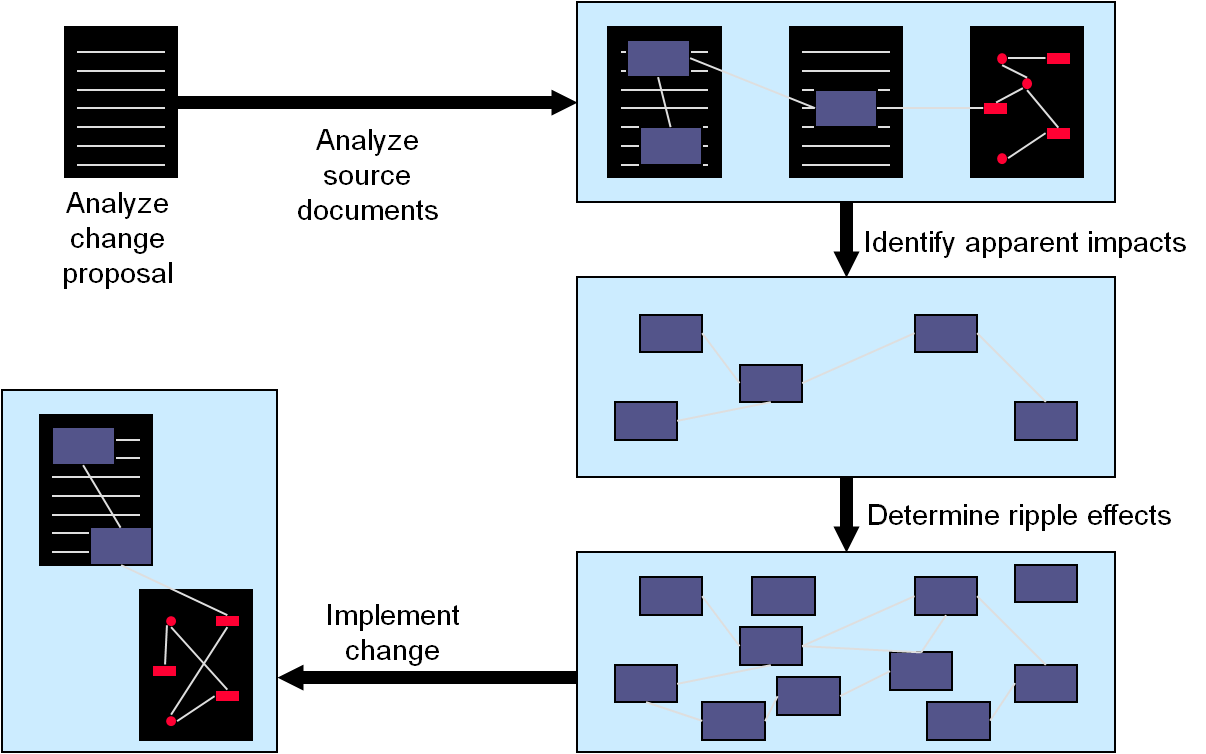 Analyze
change
proposal
Analyze
source
documents
Identify apparent impacts
Determine ripple effects
Implement
change